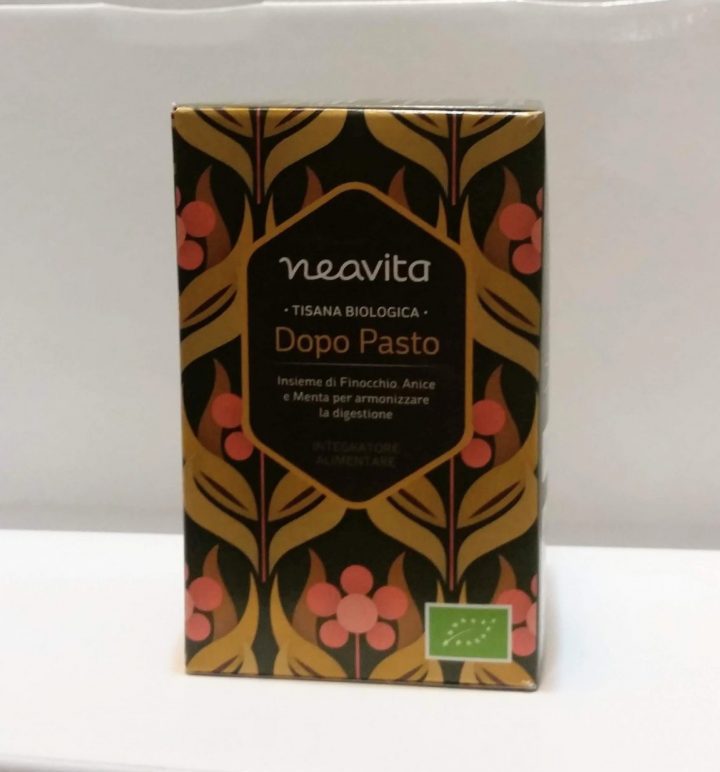 neavita
• TISANA BIOLOGICA •
Dopo Pasto
Insieme di Finocchio, Anice
e Menta per armonizzare
la digestione
INTEGRATORE
ALIMENTARE